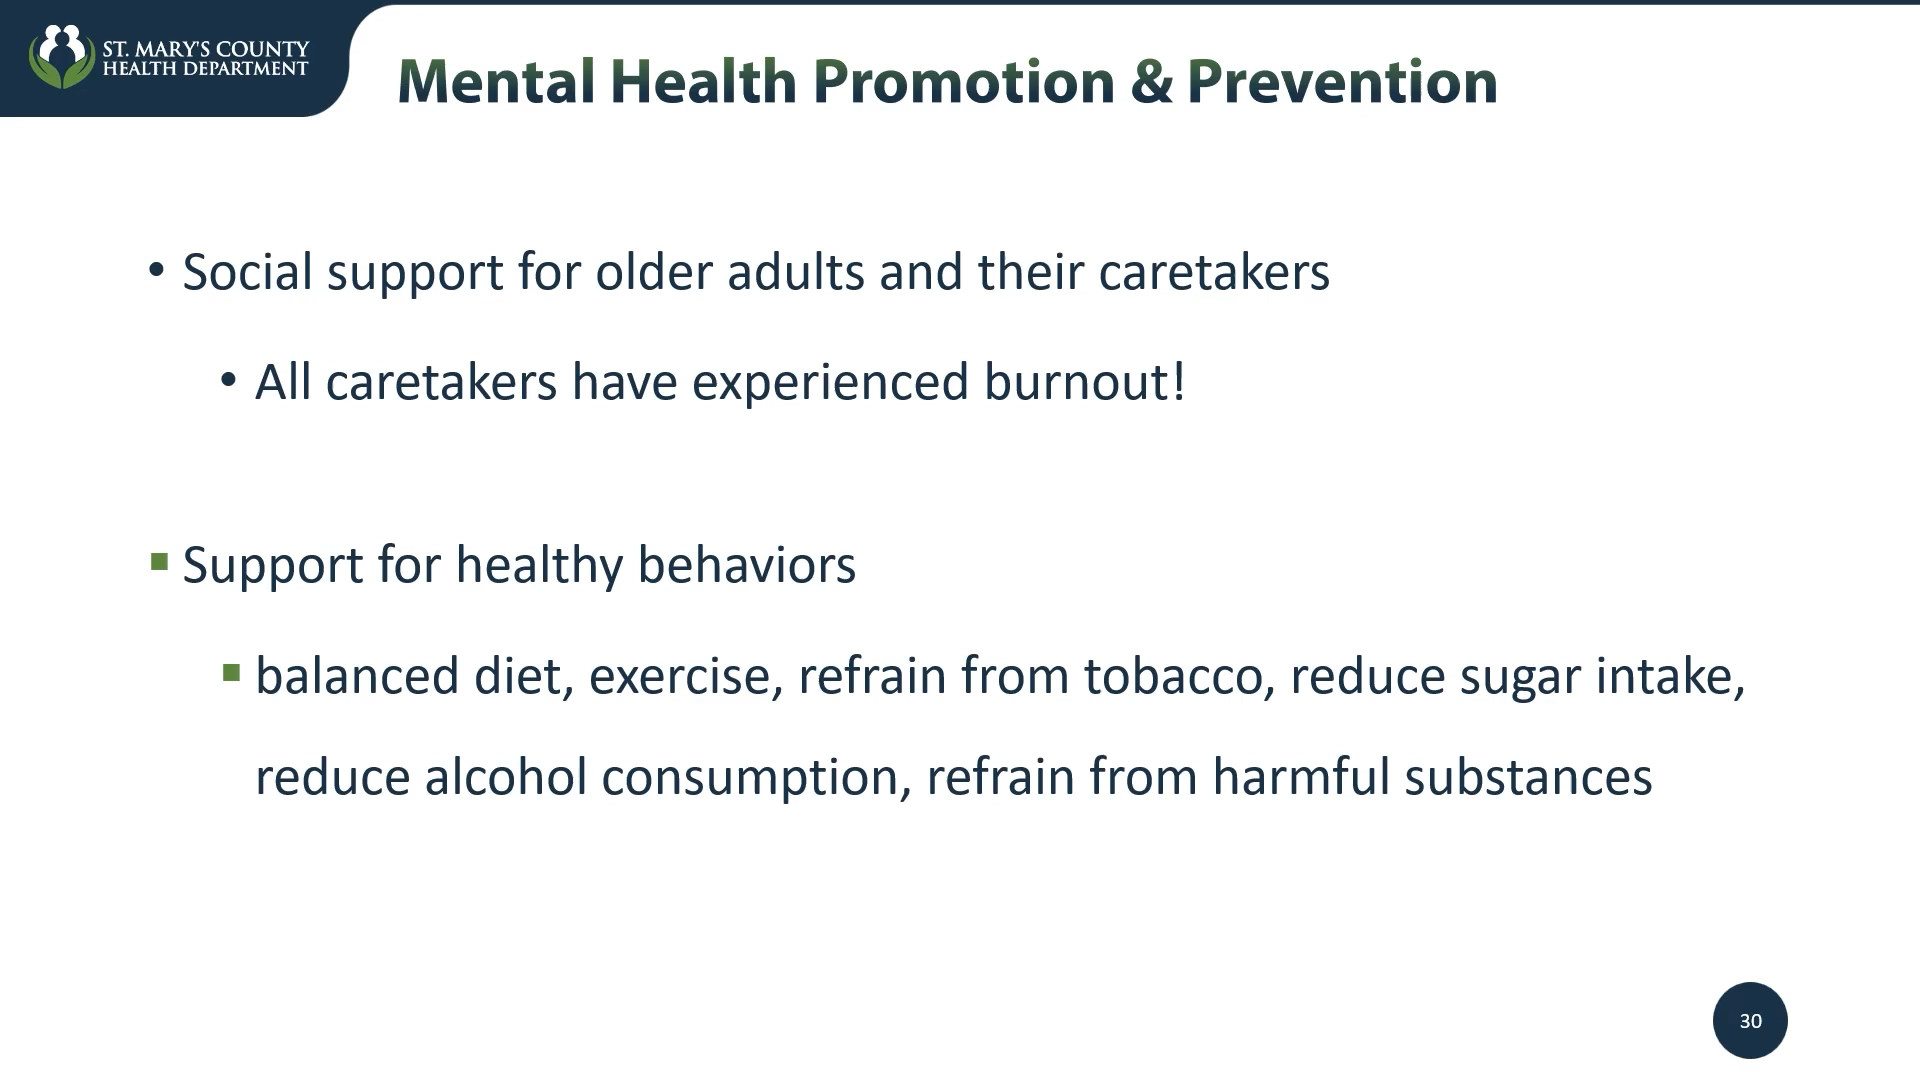 ST. MARY'S COUNTY
HEALTH DEPARTMENT
Mental Health Promotion & Prevention
• Social support for older adults and their caretakers
• All caretakers have experienced burnout!
▪ Support for healthy behaviors
▪ balanced diet, exercise, refrain from tobacco, reduce sugar intake,
reduce alcohol consumption, refrain from harmful substances
30